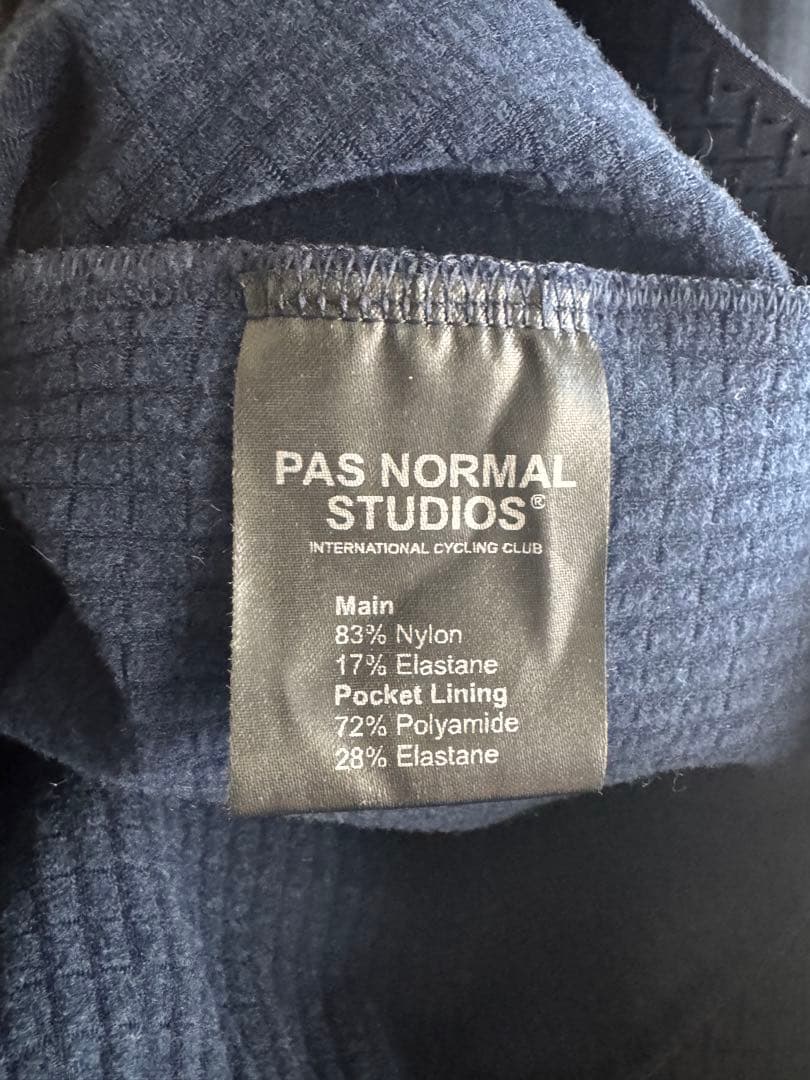 PAS NORMAL
STUDIOS®
INTERNATIONAL CYCLING CLUB
Main
83% Nylon
17% Elastane
Pocket Lining
72% Polyamide
28% Elastane